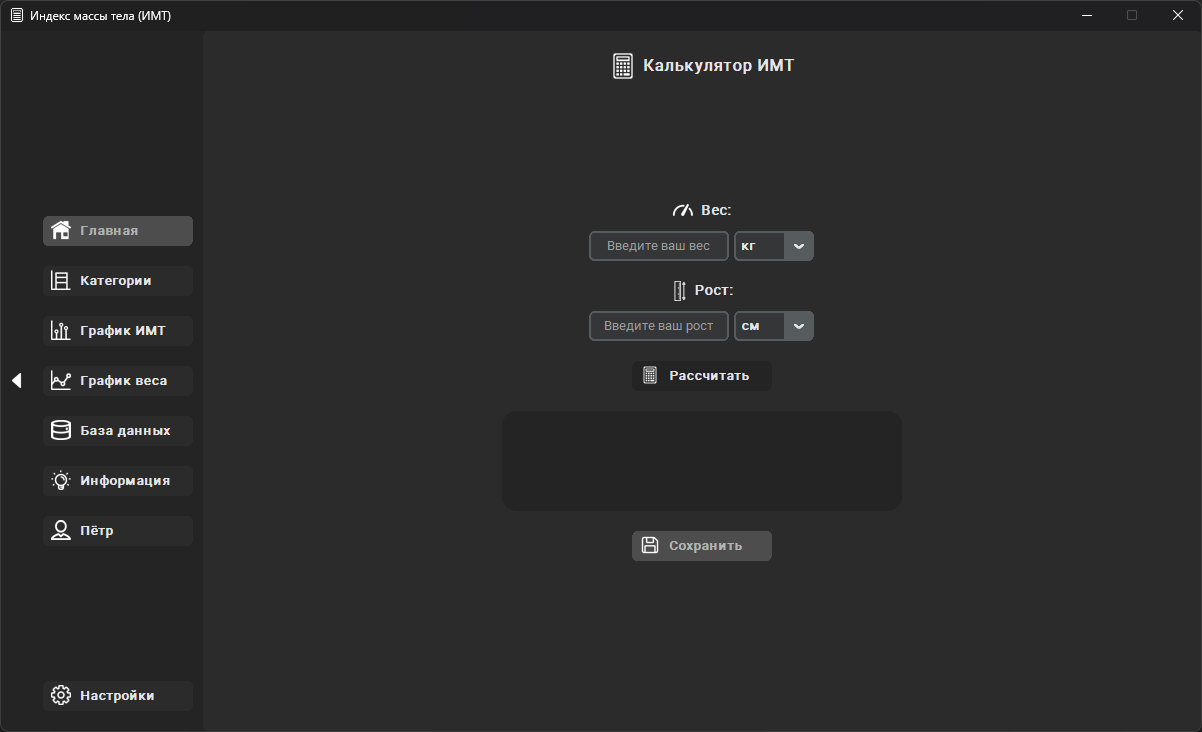 Индекс массы тела (ИМТ)
Калькулятор ИМТ
Главная
Категории
График ИМТ
График веса
База данных
Информация
Пётр
Настройки
Вес:
Введите ваш вес
кг
Рост:
Введите ваш рост
см
Рассчитать
Сохранить